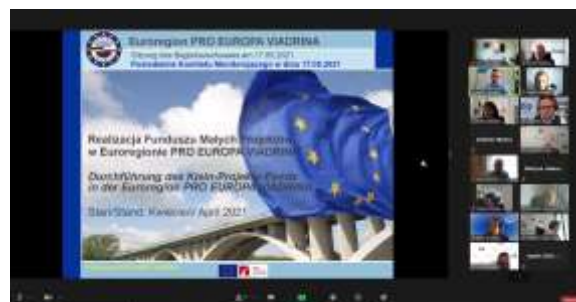 Euroregion PRO EUROPA VIADRINA
Sitzung des Begleitausschusses am 17.05.2021
Posiedzenie Komitetu Monitorującego w dniu 17.05.2021
Realizacja Funduszu Małych Projektów
w Euroregionie PRO EUROPA VIADRINA
Durchführung des Klein-Projekte-Fonds
in der Euroregion PRO EUROPA VIADRINA
Stan/Stand: Kwiecień/ April 2021